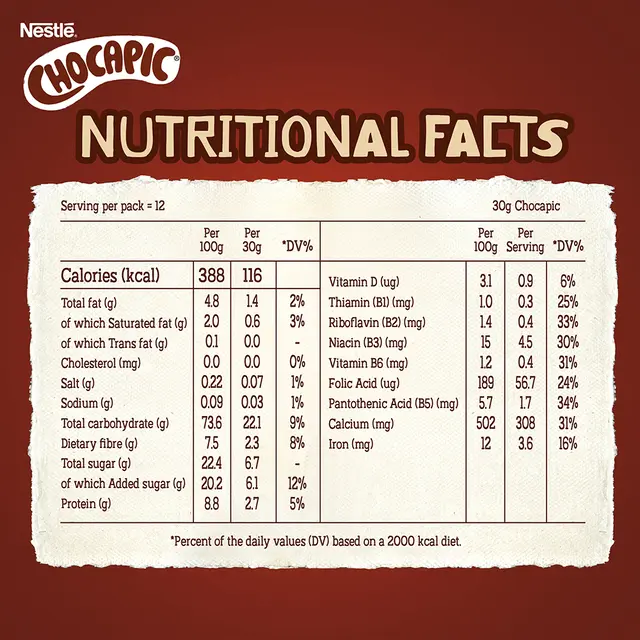 Nestlé.
CHOCAPIC®
NUTRITIONAL FACTS
Serving per pack = 12 30g Chocapic
Per 100g Per 30g *DV%
Calories (kcal) 388 116
Total fat (g) 4.8 1.4 2%
of which Saturated fat (g) 2.0 0.6 3%
of which Trans fat (g) 0.1 0.0 -
Cholesterol (mg) 0.0 0.0 0%
Salt (g) 0.22 0.07 1%
Sodium (g) 0.09 0.03 1%
Total carbohydrate (g) 73.6 22.1 9%
Dietary fibre (g) 7.5 2.3 8%
Total sugar (g) 22.4 6.7 -
of which Added sugar (g) 20.2 6.1 12%
Protein (g) 8.8 2.7 5%
Per 100g Per Serving *DV%
Vitamin D (ug) 3.1 0.9 6%
Thiamin (B1) (mg) 1.0 0.3 25%
Riboflavin (B2) (mg) 1.4 0.4 33%
Niacin (B3) (mg) 15 4.5 30%
Vitamin B6 (mg) 1.2 0.4 31%
Folic Acid (ug) 189 56.7 24%
Pantothenic Acid (B5) (mg) 5.7 1.7 34%
Calcium (mg) 502 308 31%
Iron (mg) 12 3.6 16%
*Percent of the daily values (DV) based on a 2000 kcal diet.